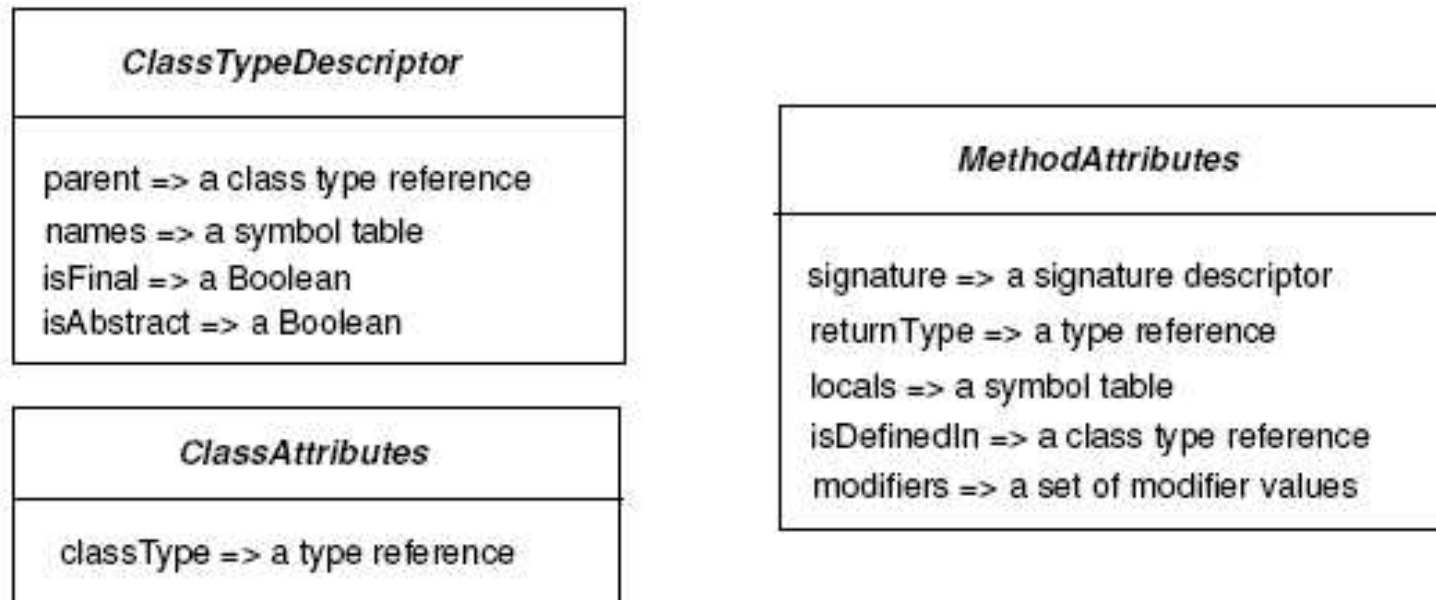 ClassTypeDescriptor
parent => a class type reference
names => a symbol table
isFinal => a Boolean
isAbstract => a Boolean
ClassAttributes
classType => a type reference
MethodAttributes
signature => a signature descriptor
returnType => a type reference
locals => a symbol table
isDefinedIn => a class type reference
modifiers => a set of modifier values